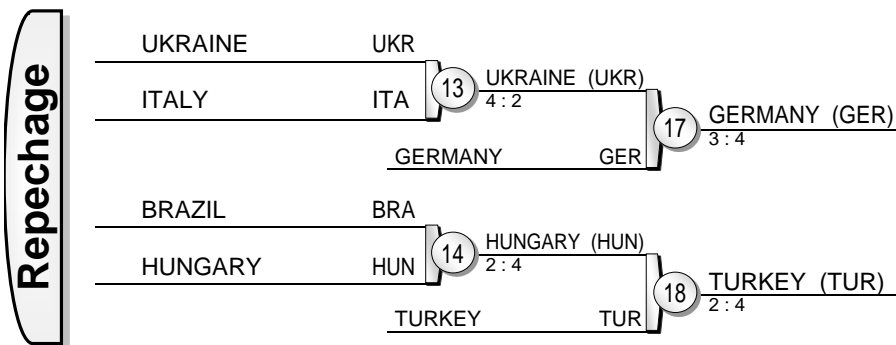 Repechage
UKRAINE UKR
ITALY ITA
13
UKRAINE (UKR)
4 : 2
GERMANY GER
17
GERMANY (GER)
3 : 4
BRAZIL BRA
HUNGARY HUN
14
HUNGARY (HUN)
2 : 4
TURKEY TUR
18
TURKEY (TUR)
2 : 4